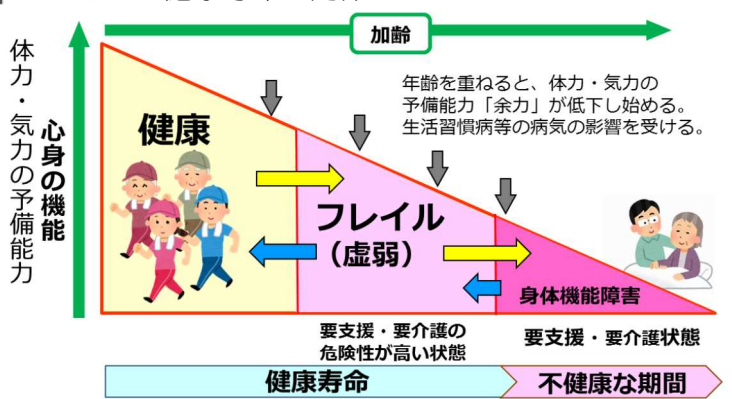 加齢
体力・気力の予備能力
心身の機能
年齢を重ねると、体力・気力の
予備能力「余力」が低下し始める。
生活習慣病等の病気の影響を受ける。
健康
フレイル
（虚弱）
身体機能障害
要支援・要介護の
危険性が高い状態
要支援・要介護状態
健康寿命
不健康な期間